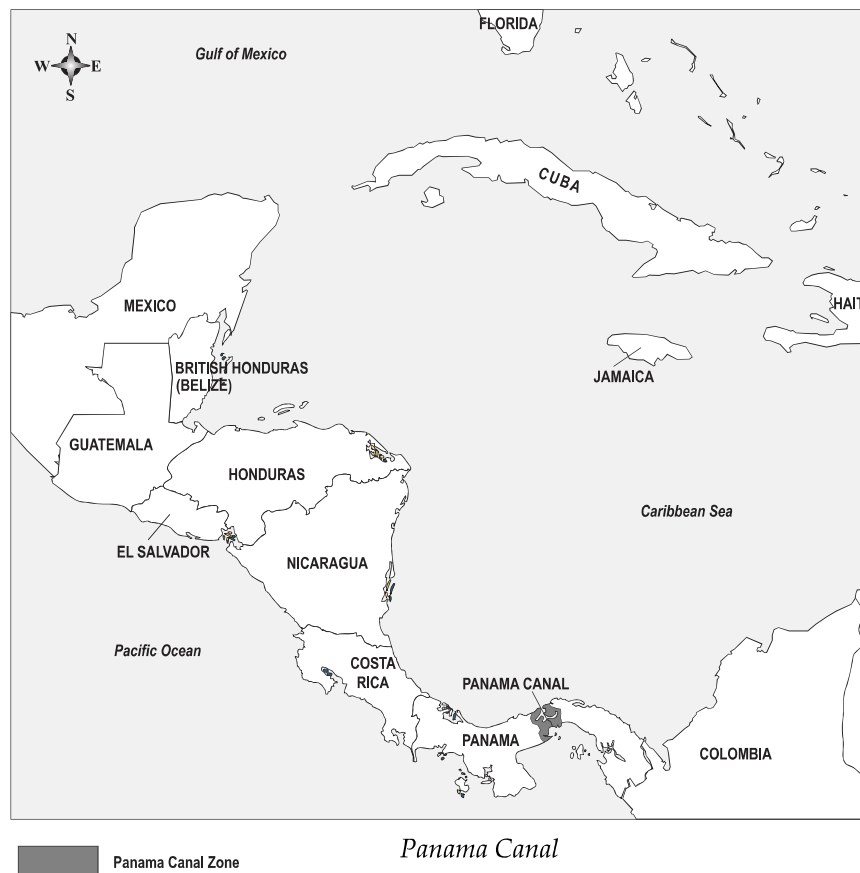 FLORIDA
N
W E
S
Gulf of Mexico
CUBA
MEXICO
HAIT
BRITISH HONDURAS
(BELIZE)
JAMAICA
GUATEMALA
HONDURAS
Caribbean Sea
EL SALVADOR
NICARAGUA
Pacific Ocean
COSTA
RICA
PANAMA CANAL
PANAMA
COLOMBIA
Panama Canal
Panama Canal Zone